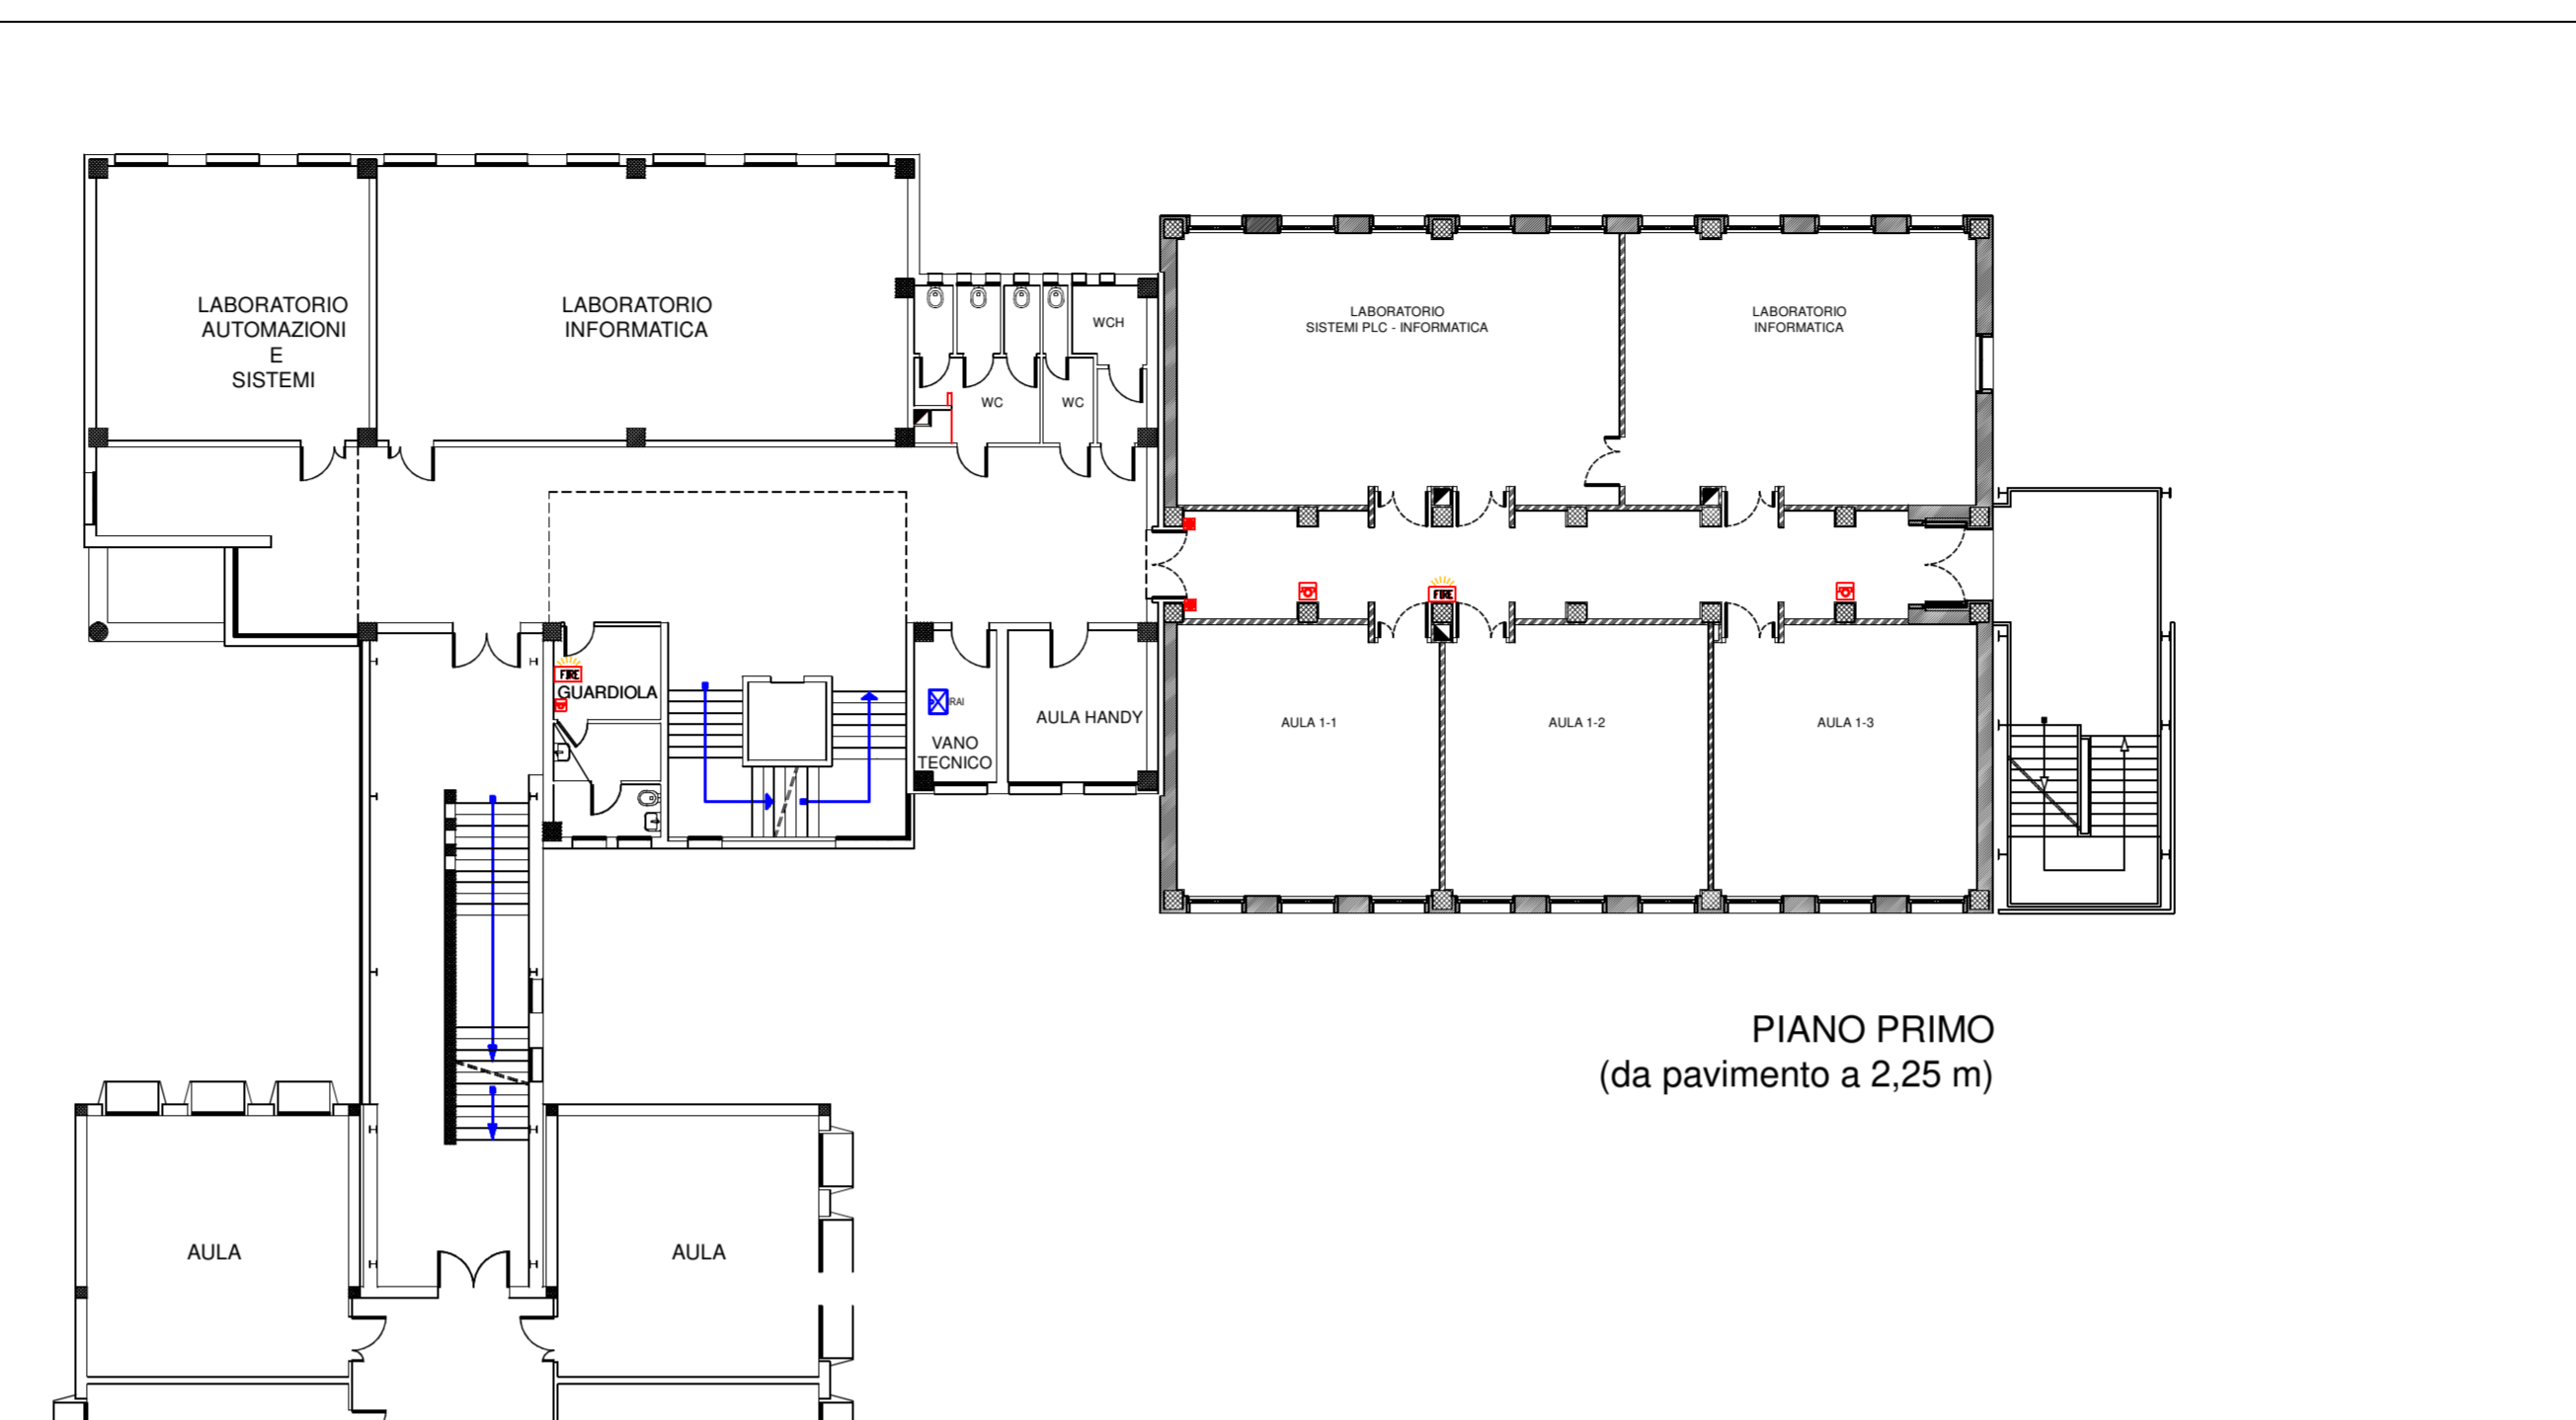 LABORATORIO
AUTOMAZIONI
E
SISTEMI
LABORATORIO
INFORMATICA
WCH
WC
WC
LABORATORIO
SISTEMI PLC - INFORMATICA
LABORATORIO
INFORMATICA
FIRE
FIRE
GUARDIOLA
RAI
VANO
TECNICO
AULA HANDY
AULA 1-1
AULA 1-2
AULA 1-3
PIANO PRIMO
(da pavimento a 2,25 m)
AULA
AULA